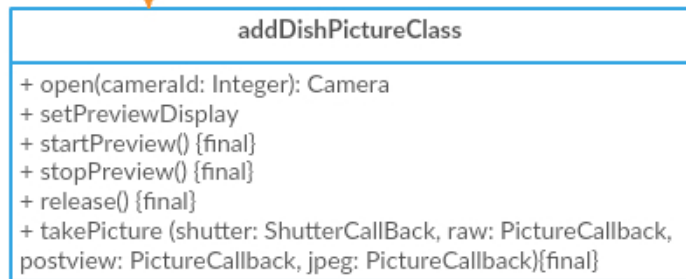 addDishPictureClass
+ open(cameraId: Integer): Camera
+ setPreviewDisplay
+ startPreview() {final}
+ stopPreview() {final}
+ release() {final}
+ takePicture (shutter: ShutterCallBack, raw: PictureCallback,
postview: PictureCallback, jpeg: PictureCallback){final}